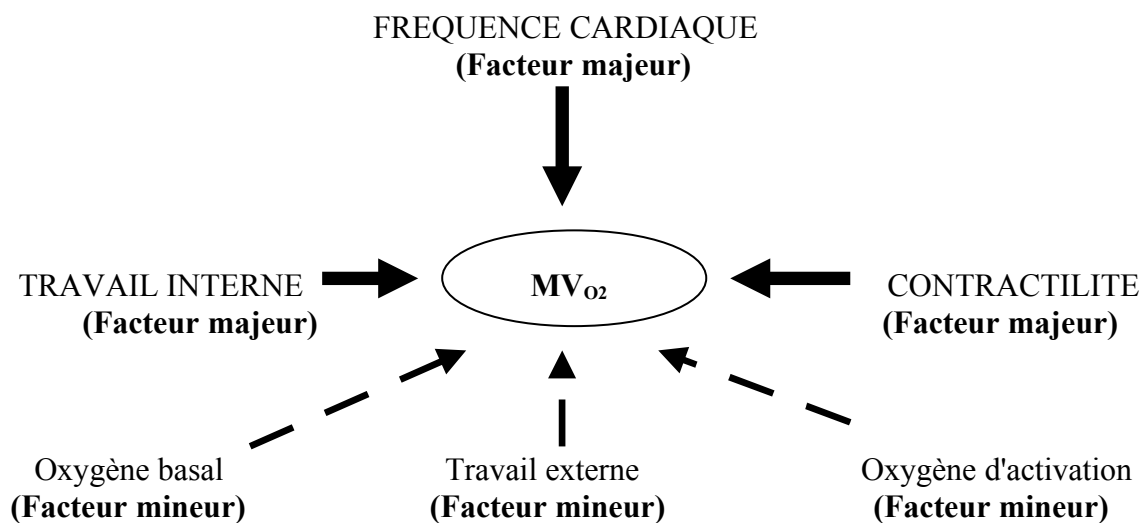 FREQUENCE CARDIAQUE
(Facteur majeur)
TRAVAIL INTERNE
(Facteur majeur)
MVO2
CONTRACTILITE
(Facteur majeur)
Oxygène basal
(Facteur mineur)
Travail externe
(Facteur mineur)
Oxygène d'activation
(Facteur mineur)